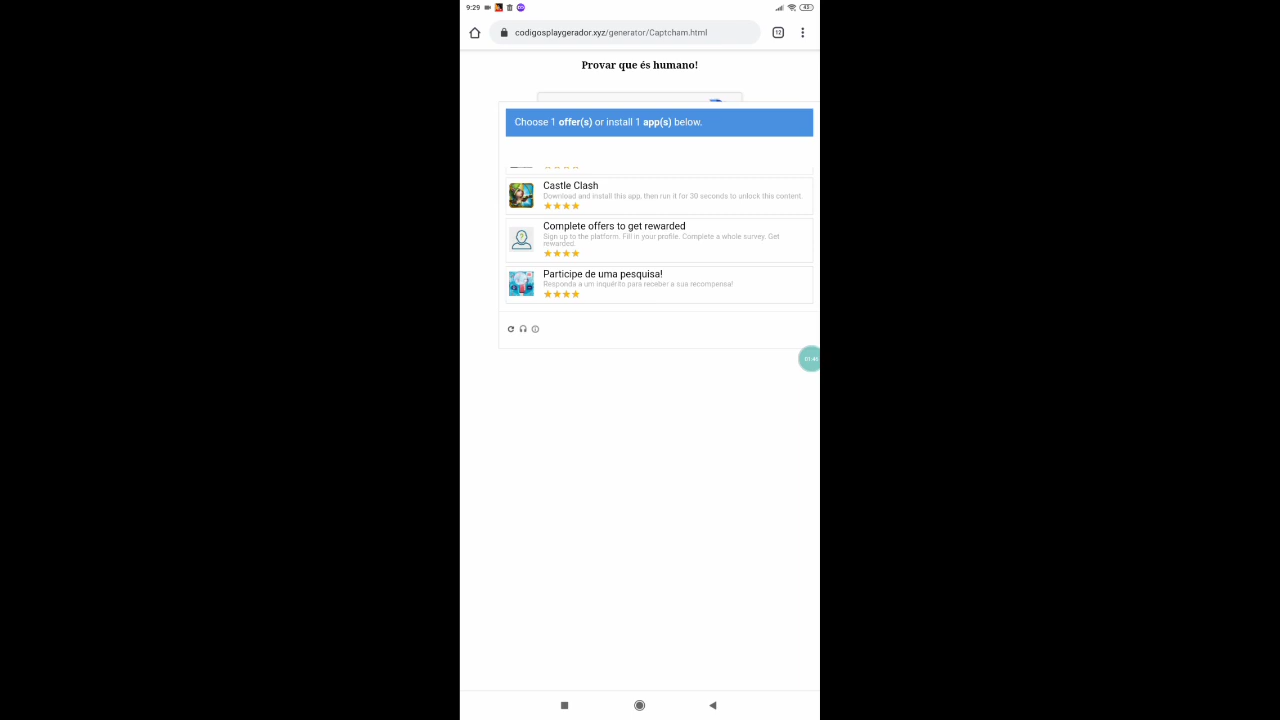 9:29
45
codigosplaygerador.xyz/generator/Captcham.html
12
Provar que és humano!
Choose 1 offer(s) or install 1 app(s) below.
Castle Clash
Download and install this app, then run it for 30 seconds to unlock this content.
Complete offers to get rewarded
Sign up to the platform. Fill in your profile. Complete a whole survey. Get
rewarded.
Participe de uma pesquisa!
Responda a um inquérito para receber a sua recompensa!